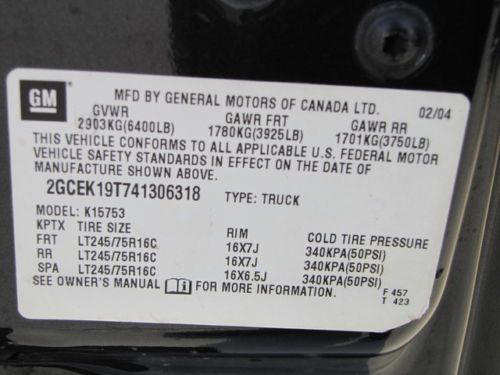 GM
MFD BY GENERAL MOTORS OF CANADA LTD. 02/04
GVWR GAWR FRT GAWR RR
2903KG(6400LB) 1780KG(3925LB) 1701KG(3750LB)
THIS VEHICLE CONFORMS TO ALL APPLICABLE U.S. FEDERAL MOTOR
VEHICLE SAFETY STANDARDS IN EFFECT ON THE DATE OF
MANUFACTURE SHOWN ABOVE.
2GCEK19T741306318 TYPE: TRUCK
MODEL: K15753
KPTX TIRE SIZE RIM COLD TIRE PRESSURE
FRT LT245/75R16C 16X7J 340KPA(50PSI)
RR LT245/75R16C 16X7J 340KPA(50PSI)
SPA LT245/75R16C 16X6.5J 340KPA(50PSI)
SEE OWNER'S MANUAL i FOR MORE INFORMATION.
F 457
T 423